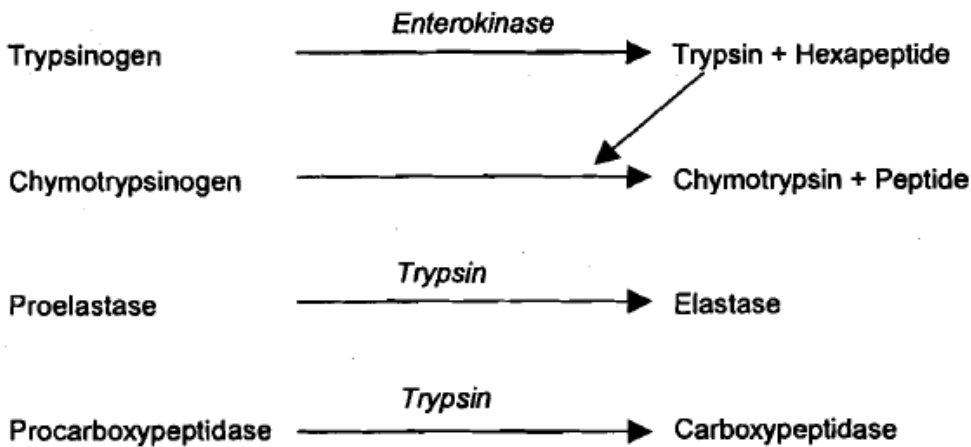 Enterokinase
Trypsinogen Trypsin + Hexapeptide
Chymotrypsinogen Chymotrypsin + Peptide
Trypsin
Proelastase Elastase
Trypsin
Procarboxypeptidase Carboxypeptidase